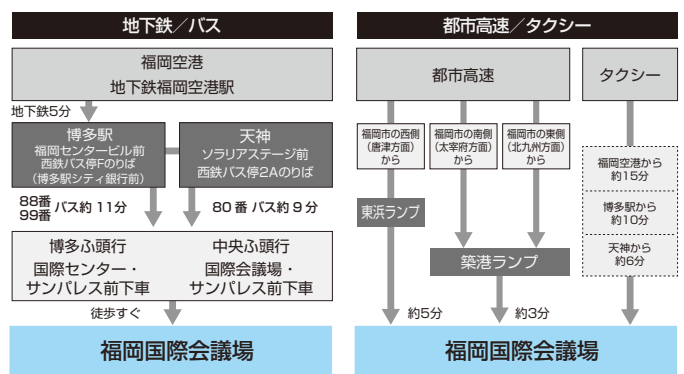 地下鉄／バス
福岡空港
地下鉄福岡空港駅
地下鉄5分
博多駅
福岡センタービル前
西鉄バス停Fのりば
（博多駅シティ銀行前）
天神
ソラリアステージ前
西鉄バス停2Aのりば
88番
99番
バス約11分
80番 バス約9分
博多ふ頭行
国際センター・
サンパレス前下車
中央ふ頭行
国際会議場・
サンパレス前下車
徒歩すぐ
福岡国際会議場
都市高速／タクシー
都市高速
タクシー
福岡市の西側
（唐津方面）
から
福岡市の南側
（太宰府方面）
から
福岡市の東側
（北九州方面）
から
東浜ランプ
築港ランプ
福岡空港から
約15分
博多駅から
約10分
天神から
約6分
約5分
約3分
福岡国際会議場